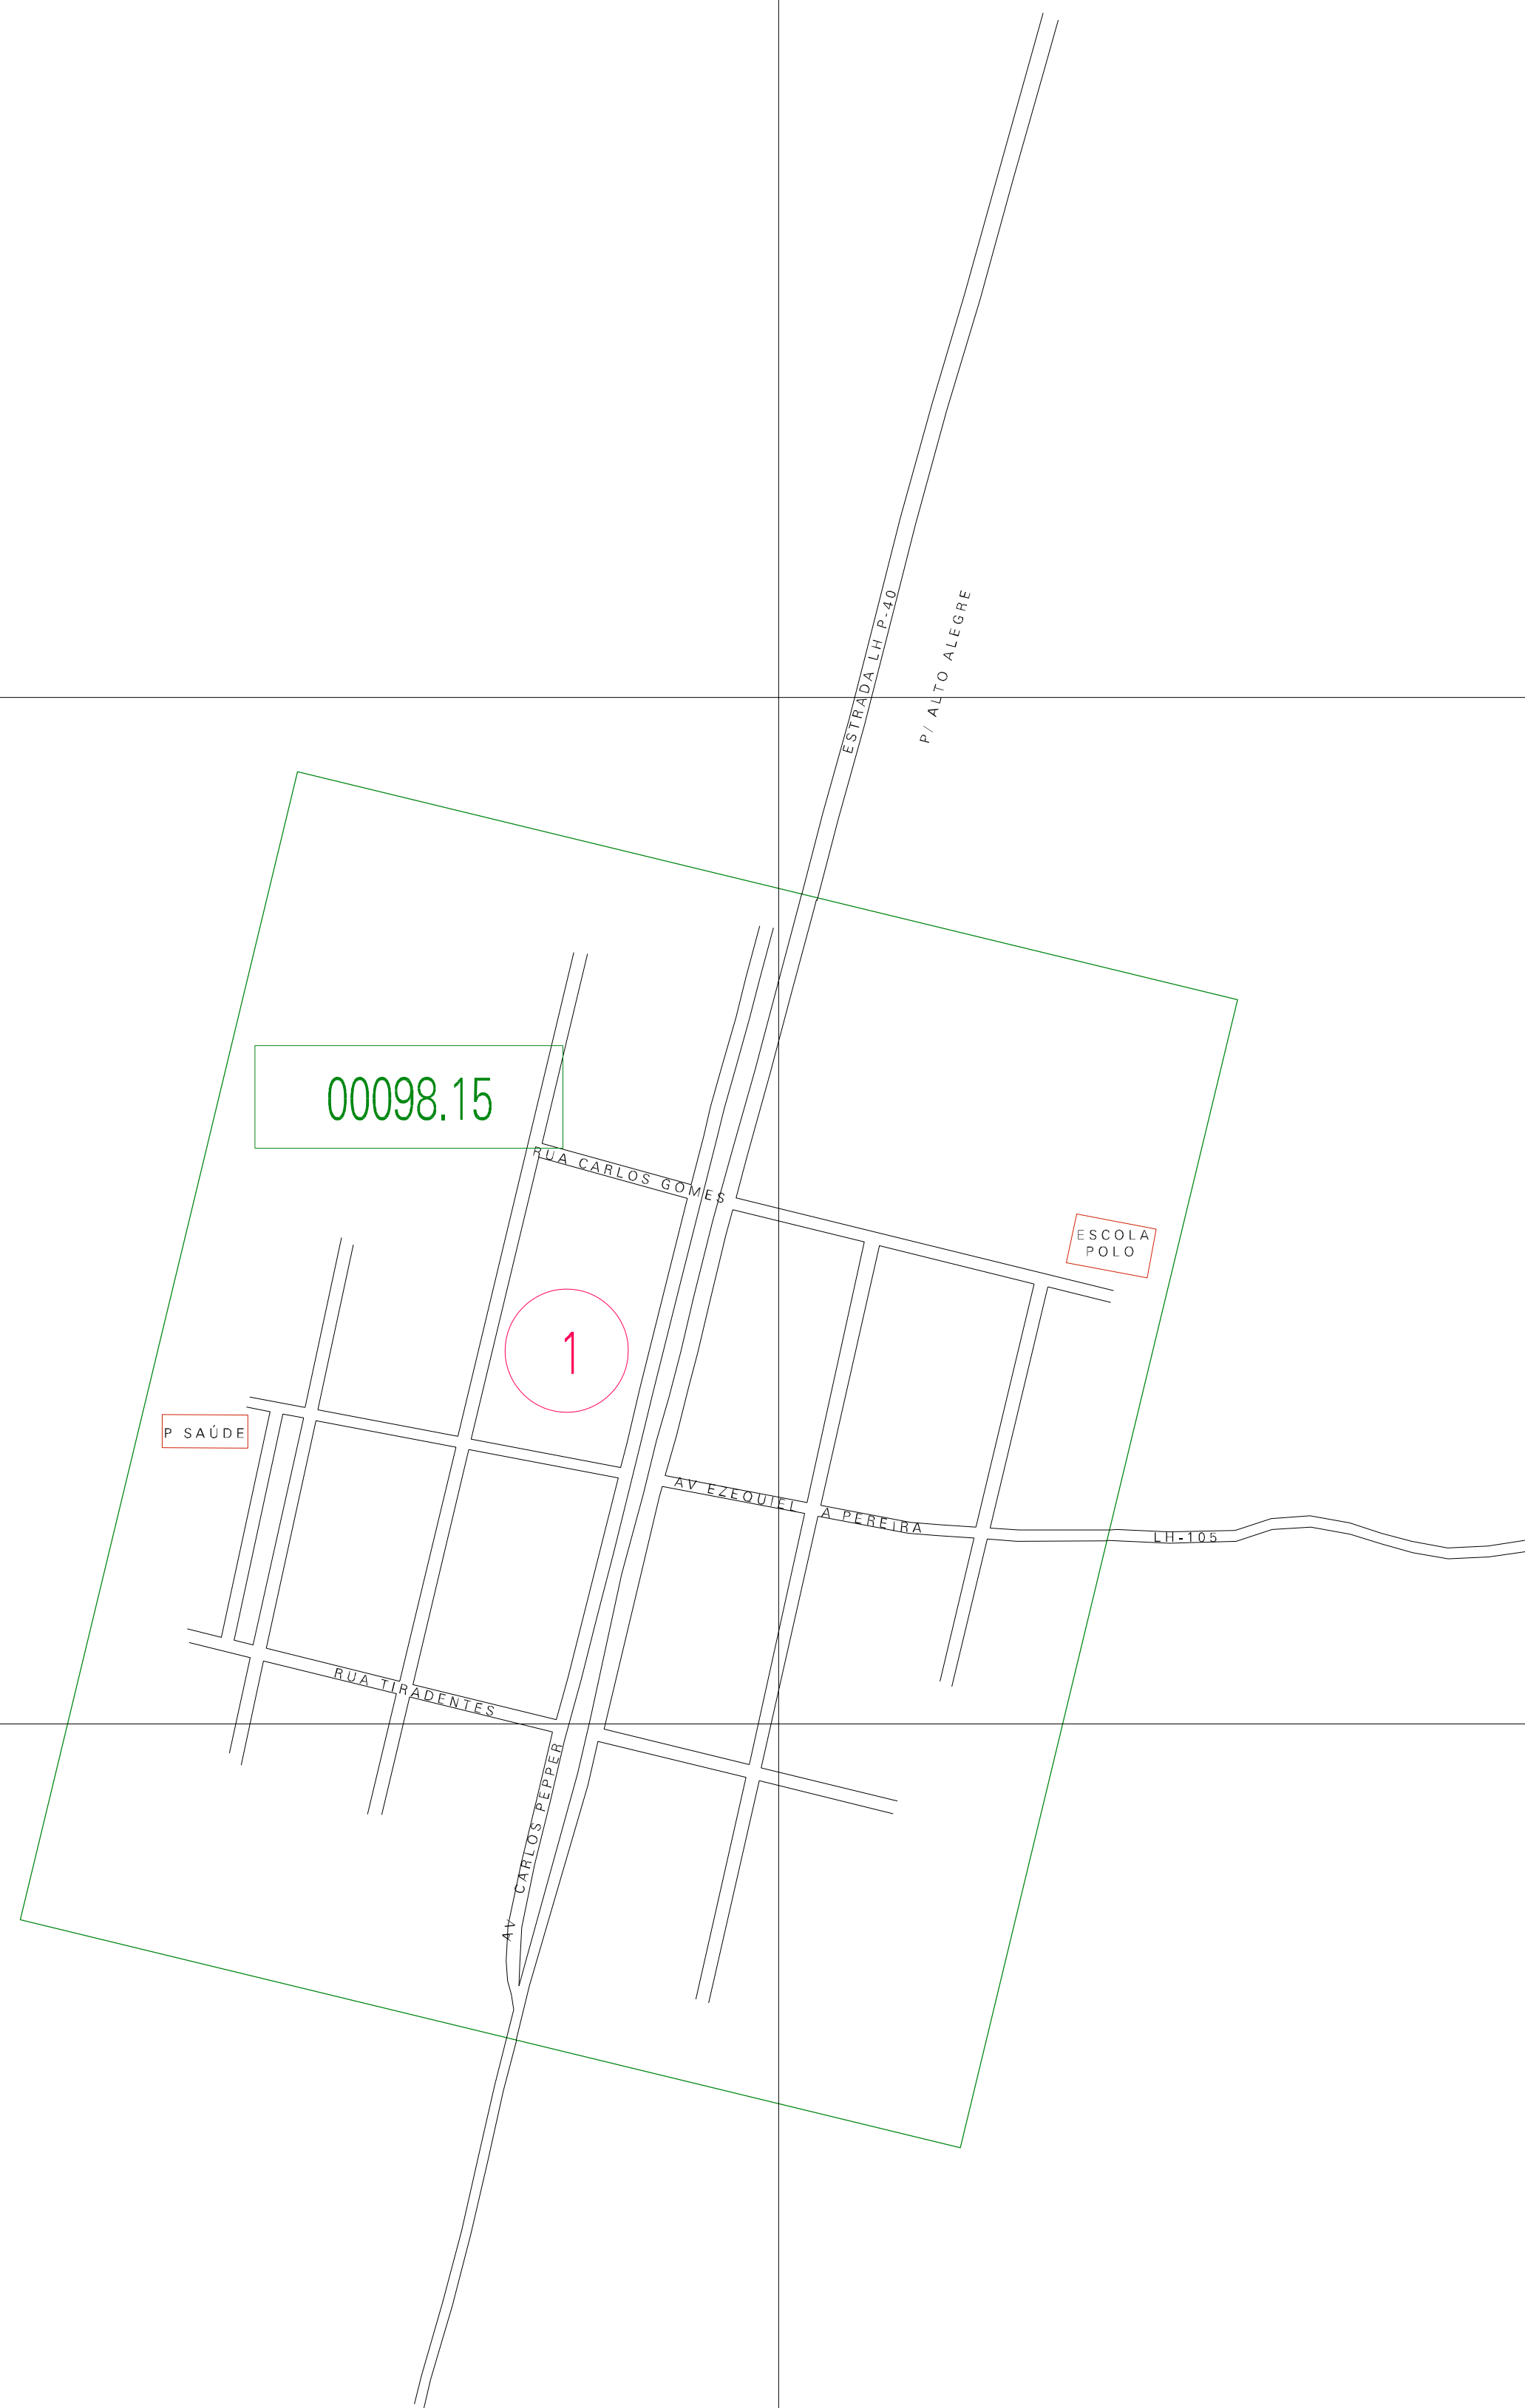 ESTRADA LH P-40
P/ ALTO ALEGRE
00098.15
RUA CARLOS GOMES
ESCOLA
POLO
1
P SAÚDE
AV EZEQUIEL A PEREIRA
LH-105
RUA TIRADENTES
AV CARLOS PEPPER